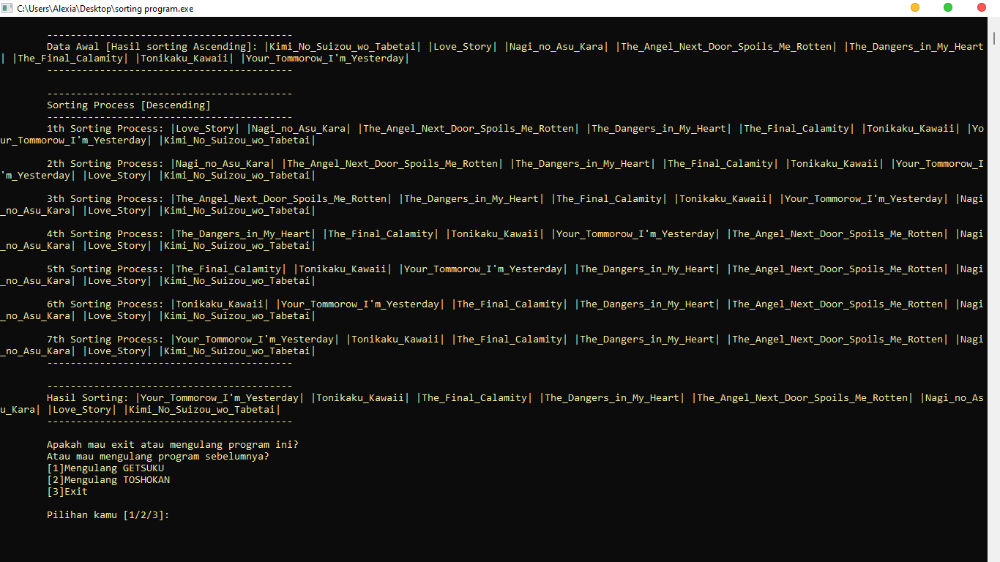 C:\Users\Alexia\Desktop\sorting program.exe
------------------------------------------
Data Awal [Hasil sorting Ascending]: |Kimi_No_Suizou_wo_Tabetai| |Love_Story| |Nagi_no_Asu_Kara| |The_Angel_Next_Door_Spoils_Me_Rotten| |The_Dangers_in_My_Heart
| |The_Final_Calamity| |Tonikaku_Kawaii| |Your_Tommorow_I'm_Yesterday|
------------------------------------------
------------------------------------------
Sorting Process [Descending]
------------------------------------------
1th Sorting Process: |Love_Story| |Nagi_no_Asu_Kara| |The_Angel_Next_Door_Spoils_Me_Rotten| |The_Dangers_in_My_Heart| |The_Final_Calamity| |Tonikaku_Kawaii| |Yo
ur_Tommorow_I'm_Yesterday| |Kimi_No_Suizou_wo_Tabetai|
2th Sorting Process: |Nagi_no_Asu_Kara| |The_Angel_Next_Door_Spoils_Me_Rotten| |The_Dangers_in_My_Heart| |The_Final_Calamity| |Tonikaku_Kawaii| |Your_Tommorow_I
'm_Yesterday| |Love_Story| |Kimi_No_Suizou_wo_Tabetai|
3th Sorting Process: |The_Angel_Next_Door_Spoils_Me_Rotten| |The_Dangers_in_My_Heart| |The_Final_Calamity| |Tonikaku_Kawaii| |Your_Tommorow_I'm_Yesterday| |Nagi
_no_Asu_Kara| |Love_Story| |Kimi_No_Suizou_wo_Tabetai|
4th Sorting Process: |The_Dangers_in_My_Heart| |The_Final_Calamity| |Tonikaku_Kawaii| |Your_Tommorow_I'm_Yesterday| |The_Angel_Next_Door_Spoils_Me_Rotten| |Nagi
_no_Asu_Kara| |Love_Story| |Kimi_No_Suizou_wo_Tabetai|
5th Sorting Process: |The_Final_Calamity| |Tonikaku_Kawaii| |Your_Tommorow_I'm_Yesterday| |The_Dangers_in_My_Heart| |The_Angel_Next_Door_Spoils_Me_Rotten| |Nagi
_no_Asu_Kara| |Love_Story| |Kimi_No_Suizou_wo_Tabetai|
6th Sorting Process: |Tonikaku_Kawaii| |Your_Tommorow_I'm_Yesterday| |The_Final_Calamity| |The_Dangers_in_My_Heart| |The_Angel_Next_Door_Spoils_Me_Rotten| |Nagi
_no_Asu_Kara| |Love_Story| |Kimi_No_Suizou_wo_Tabetai|
7th Sorting Process: |Your_Tommorow_I'm_Yesterday| |Tonikaku_Kawaii| |The_Final_Calamity| |The_Dangers_in_My_Heart| |The_Angel_Next_Door_Spoils_Me_Rotten| |Nagi
_no_Asu_Kara| |Love_Story| |Kimi_No_Suizou_wo_Tabetai|
------------------------------------------
------------------------------------------
Hasil Sorting: |Your_Tommorow_I'm_Yesterday| |Tonikaku_Kawaii| |The_Final_Calamity| |The_Dangers_in_My_Heart| |The_Angel_Next_Door_Spoils_Me_Rotten| |Nagi_no_As
u_Kara| |Love_Story| |Kimi_No_Suizou_wo_Tabetai|
------------------------------------------
Apakah mau exit atau mengulang program ini?
Atau mau mengulang program sebelumnya?
[1]Mengulang GETSUKU
[2]Mengulang TOSHOKAN
[3]Exit
Pilihan kamu [1/2/3]: